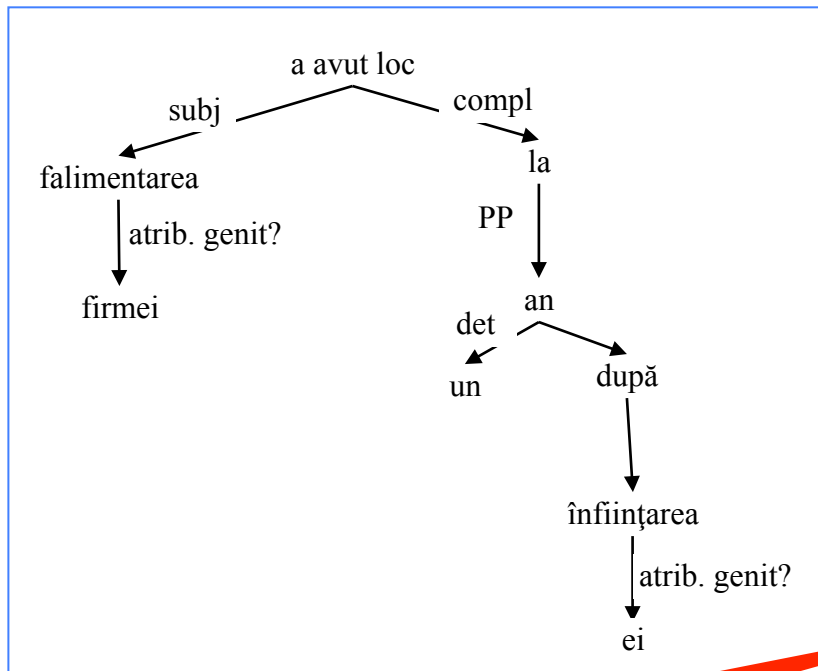 a avut loc
subj
compl
la
falimentarea
PP
atrib. genit?
firmei
an
det
un
după
înființarea
atrib. genit?
ei